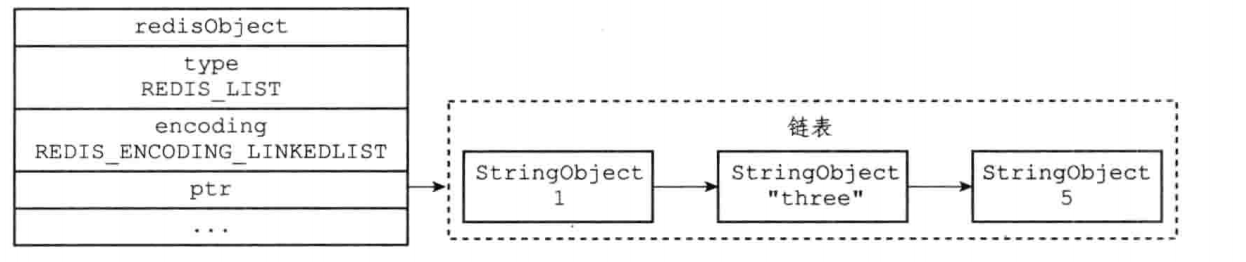 redisObject
type
REDIS_LIST
encoding
REDIS_ENCODING_LINKEDLIST
ptr
...
链表
StringObject
1
StringObject
"three"
StringObject
5